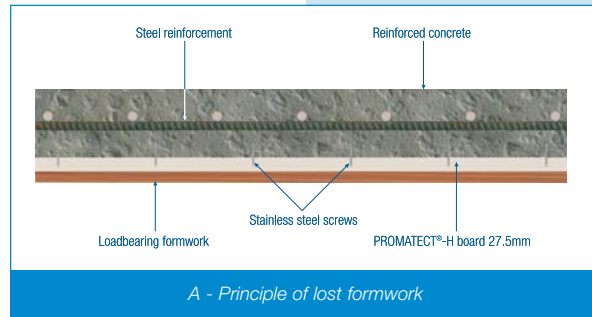 Steel reinforcement
Reinforced concrete
Stainless steel screws
Loadbearing formwork
PROMATECT®-H board 27.5mm
A - Principle of lost formwork